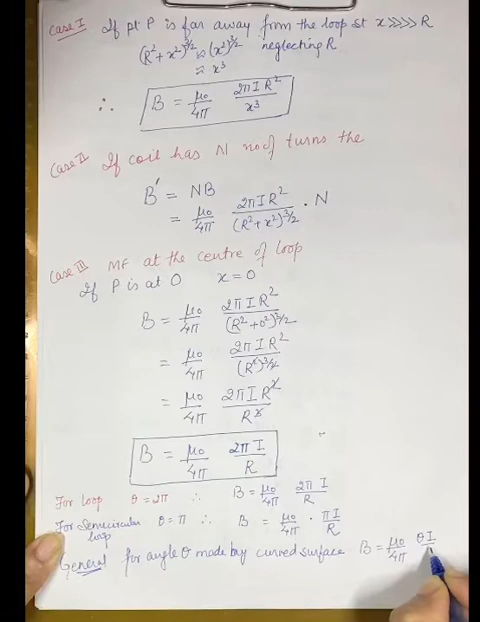 Case I If pt P is far away from the loop st x >>>> R
(R² + x²)^3/2 ≈ (x²)^3/2 neglecting R
≈ x³
∴ B = μ₀/4π 2πIR²/x³
Case II If coil has N no of turns the
B' = NB
= μ₀/4π 2πIR²/(R² + x²)^3/2 · N
Case III MF at the centre of loop
If P is at O x = 0
B = μ₀/4π 2πIR²/(R² + 0²)^3/2
= μ₀/4π 2πIR²/(R²)^3/2
= μ₀/4π 2πIR²/R³
B = μ₀/4π 2πI/R
For loop θ = 2π ∴ B = μ₀/4π 2πI/R
For Semicircular loop θ = π ∴ B = μ₀/4π · πI/R
General for angle θ made by curved surface B = μ₀/4π θI